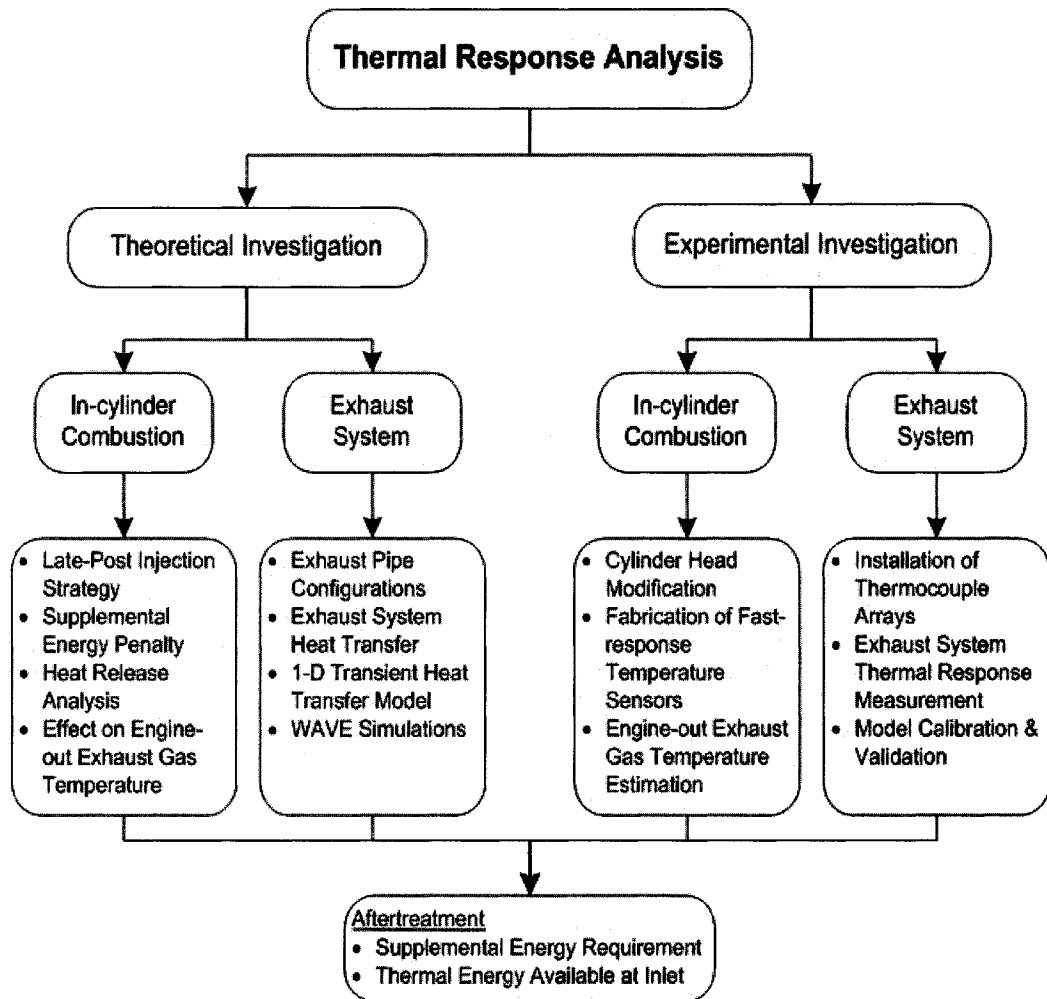 Thermal Response Analysis
Theoretical Investigation
Experimental Investigation
In-cylinder
Combustion
Exhaust
System
In-cylinder
Combustion
Exhaust
System
• Late-Post Injection
Strategy
• Supplemental
Energy Penalty
• Heat Release
Analysis
• Effect on Engine-
out Exhaust Gas
Temperature
• Exhaust Pipe
Configurations
• Exhaust System
Heat Transfer
• 1-D Transient Heat
Transfer Model
• WAVE Simulations
• Cylinder Head
Modification
• Fabrication of Fast-
response
Temperature
Sensors
• Engine-out Exhaust
Gas Temperature
Estimation
• Installation of
Thermocouple
Arrays
• Exhaust System
Thermal Response
Measurement
• Model Calibration &
Validation
Aftertreatment
• Supplemental Energy Requirement
• Thermal Energy Available at Inlet